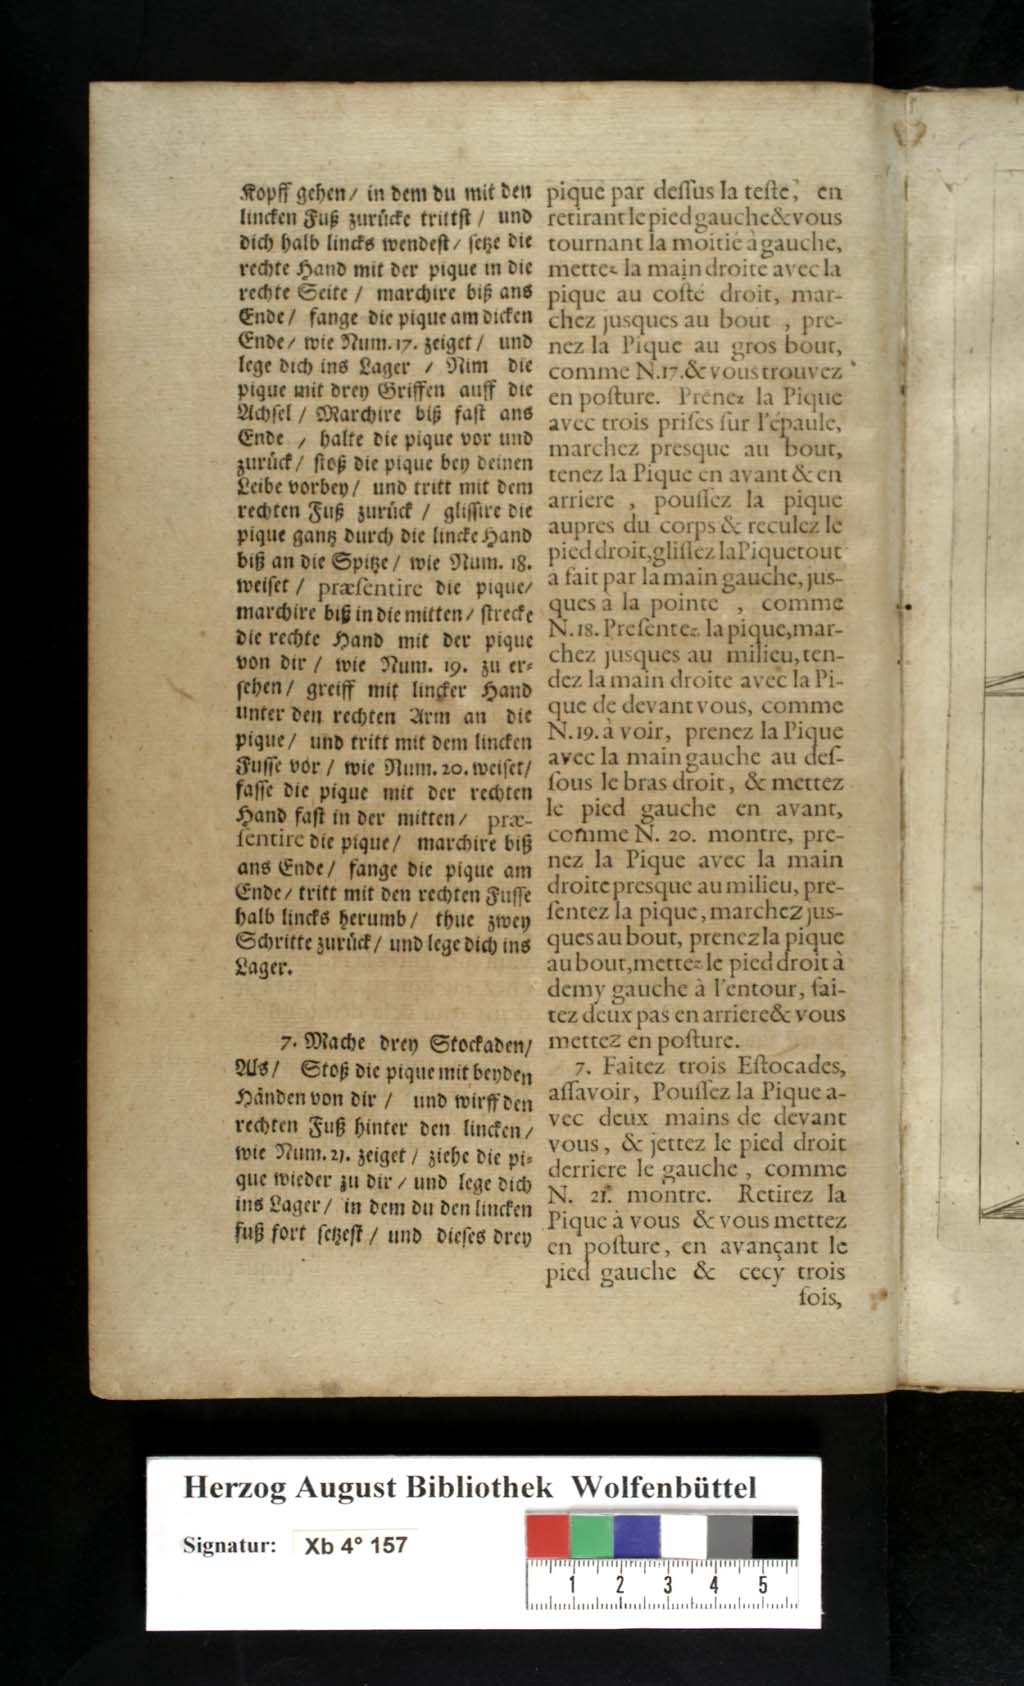 Kopff gehen/ in dem du mit den
lincken Fuß zurücke trittst/ und
dich halb lincks wendest/ setze die
rechte Hand mit der pique in die
rechte Seite/ marchire biß ans
Ende/ fange die pique am dicken
Ende/ wie Num. 17. zeiget/ und
lege dich ins Lager / Nim die
pique mit drey Griffen auff die
Achsel/ Marchire biß fast ans
Ende / halte die pique vor und
zurück/ stoß die pique bey deinen
Leibe vorbey/ und tritt mit dem
rechten Fuß zurück / glissire die
pique gantz durch die lincke Hand
biß an die Spitze/ wie Num. 18.
weiset/ præsentire die pique/
marchire biß in die mitten/ strecke
die rechte Hand mit der pique
von dir/ wie Num. 19. zu er⸗
sehen/ greiff mit lincker Hand
unter den rechten Arm an die
pique/ und tritt mit dem lincken
Fusse vor/ wie Num. 20. weiset/
fasse die pique mit der rechten
Hand fast in der mitten/ præ-
sentire die pique/ marchire biß
ans Ende/ fange die pique am
Ende/ tritt mit den rechten Fusse
halb lincks herumb/ thue zwey
Schritte zurück/ und lege dich ins
Lager.
7. Mache drey Stockaden/
Als/ Stoß die pique mit beyden
Händen von dir/ und wirff den
rechten Fuß hinter den lincken/
wie Num. 21. zeiget/ ziehe die pi⸗
que wieder zu dir/ und lege dich
ins Lager/ in dem du den lincken
fuß fort setzest/ und dieses drey
pique par dessus la teste, en
retirant le pied gauche & vous
tournant la moitié à gauche,
mettez la main droite avec la
pique au costé droit, mar-
chez jusques au bout , pre-
nez la Pique au gros bout,
comme N. 17. & vous trouvez
en posture. Prenez la Pique
avec trois prises sur l'épaule,
marchez presque au bout,
tenez la Pique en avant & en
arriere , poussez la pique
aupres du corps & reculez le
pied droit, glissez la Pique tout
a fait par la main gauche, jus-
ques a la pointe , comme
N. 18. Presentez la pique, mar-
chez jusques au milieu, ten-
dez la main droite avec la Pi-
que de devant vous, comme
N. 19. à voir, prenez la Pique
avec la main gauche au des-
sous le bras droit, & mettez
le pied gauche en avant,
comme N. 20. montre, pre-
nez la Pique avec la main
droite presque au milieu, pre-
sentez la pique, marchez jus-
ques au bout, prenez la pique
au bout, mettez le pied droit à
demy gauche à l'entour, fai-
tez deux pas en arriere & vous
mettez en posture.
7. Faitez trois Estocades,
assavoir, Poussez la Pique a-
vec deux mains de devant
vous, & jettez le pied droit
derriere le gauche , comme
N. 21. montre. Retirez la
Pique à vous & vous mettez
en posture, en avançant le
pied gauche & cecy trois
fois,
Herzog August Bibliothek Wolfenbüttel
Signatur: Xb 4° 157
1 2 3 4 5